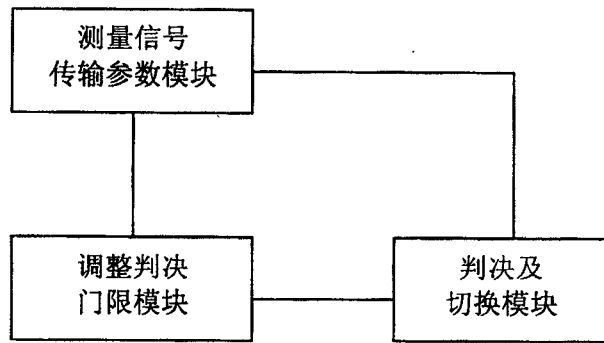 测量信号
传输参数模块
调整判决
门限模块
判决及
切换模块